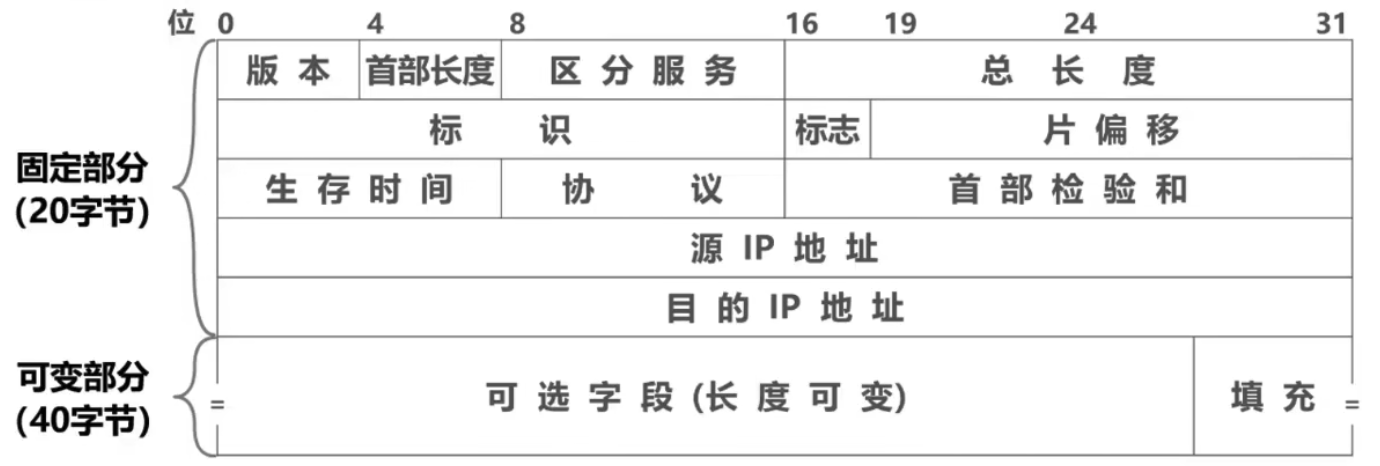 位 0 4 8 16 19 24 31
版本 首部长度 区分服务 总长度
标识 标志 片偏移
固定部分
(20字节)
生存时间 协议 首部检验和
源 IP 地址
目的 IP 地址
可变部分
(40字节)
可选字段 (长度可变) 填充
= =